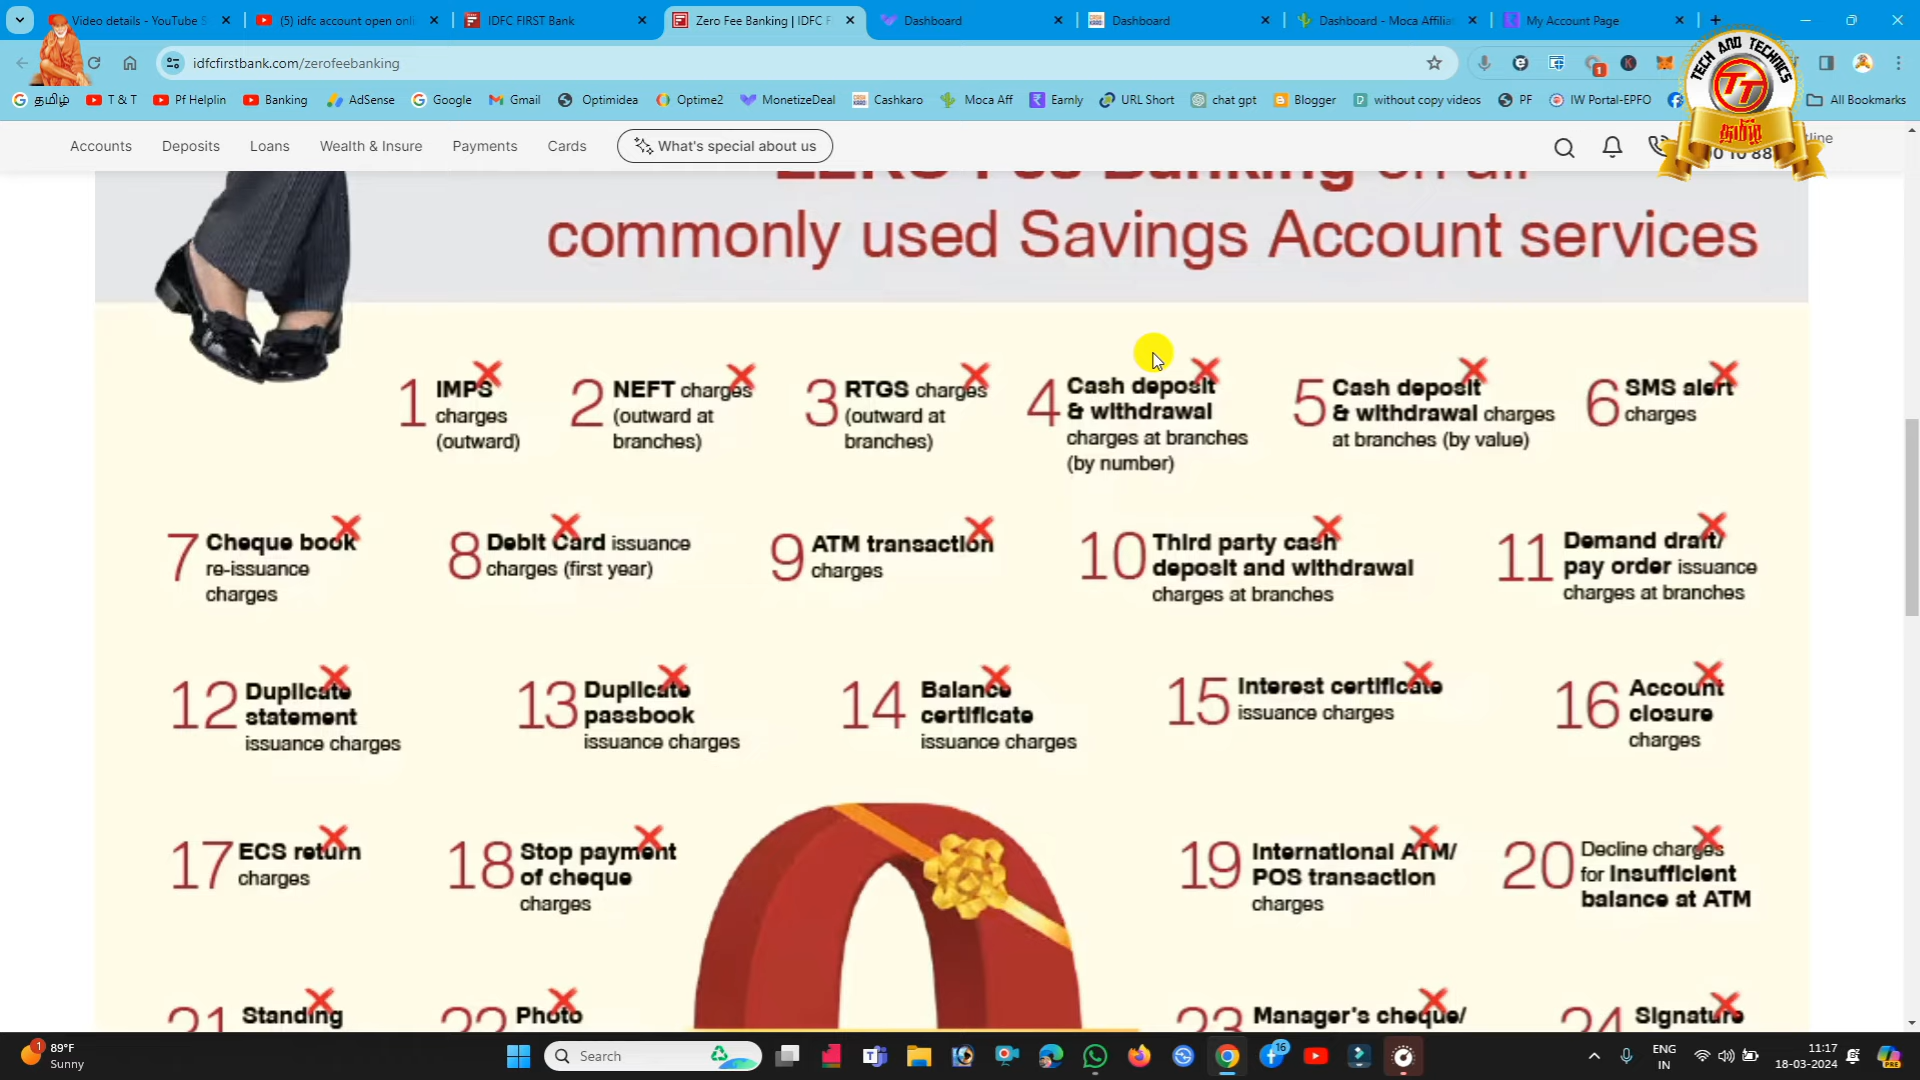 Video details - YouTube S
(5) idfc account open onli
IDFC FIRST Bank
Zero Fee Banking | IDFC F
Dashboard
Dashboard
Dashboard - Moca Affilia
My Account Page
idfcfirstbank.com/zerofeebanking
தமிழ்
T & T
Pf Helplin
Banking
AdSense
Google
Gmail
Optimidea
Optime2
MonetizeDeal
Cashkaro
Moca Aff
Earnly
URL Short
chat gpt
Blogger
without copy videos
PF
IW Portal-EPFO
All Bookmarks
TECH AND TECHNICS
TT
தமிழ்
Accounts
Deposits
Loans
Wealth & Insure
Payments
Cards
What's special about us
00 10 88
ZERO Fee Banking on all
commonly used Savings Account services
1 IMPS
charges
(outward)
2 NEFT charges
(outward at
branches)
3 RTGS charges
(outward at
branches)
4 Cash deposit
& withdrawal
charges at branches
(by number)
5 Cash deposit
& withdrawal charges
at branches (by value)
6 SMS alert
charges
7 Cheque book
re-issuance
charges
8 Debit Card issuance
charges (first year)
9 ATM transaction
charges
10 Third party cash
deposit and withdrawal
charges at branches
11 Demand draft/
pay order issuance
charges at branches
12 Duplicate
statement
issuance charges
13 Duplicate
passbook
issuance charges
14 Balance
certificate
issuance charges
15 Interest certificate
issuance charges
16 Account
closure
charges
17 ECS return
charges
18 Stop payment
of cheque
charges
19 International ATM/
POS transaction
charges
20 Decline charges
for insufficient
balance at ATM
21 Standing
22 Photo
23 Manager's cheque/
24 Signature
89°F
Sunny
Search
16
ENG
IN
11:17
18-03-2024